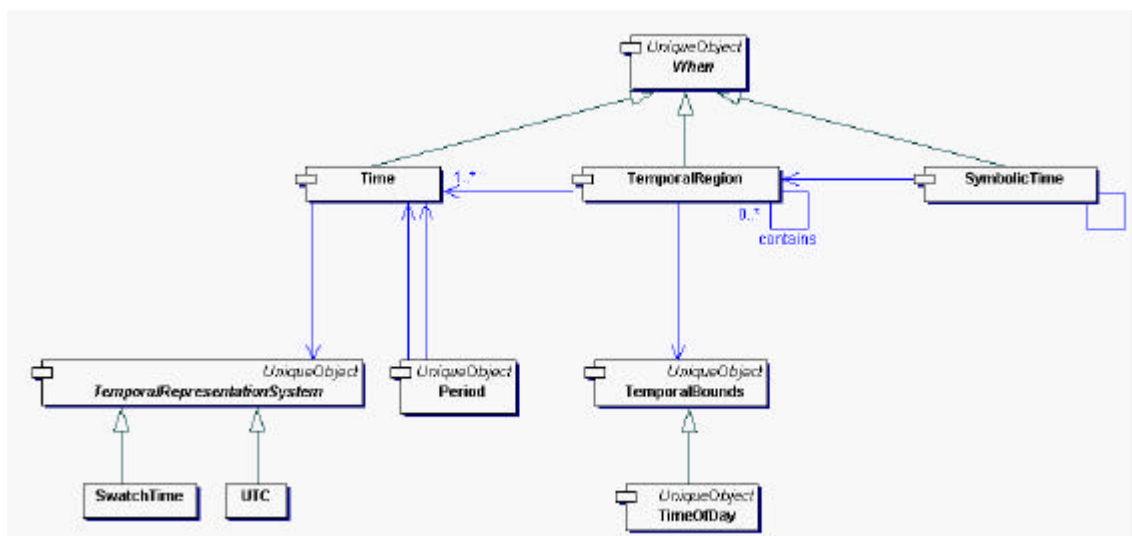 UniqueObject
When
Time
1..*
TemporalRegion
SymbolicTime
0..*
contains
UniqueObject
TemporalRepresentationSystem
UniqueObject
Period
UniqueObject
TemporalBounds
SwatchTime
UTC
UniqueObject
TimeOfDay